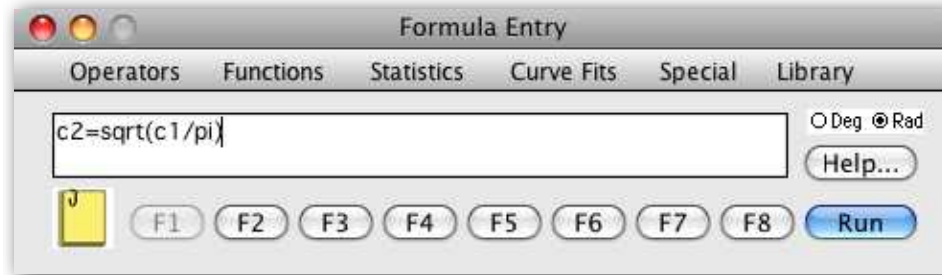 Formula Entry
Operators Functions Statistics Curve Fits Special Library
c2=sqrt(c1/pi)
Deg Rad
Help...
F1 F2 F3 F4 F5 F6 F7 F8 Run